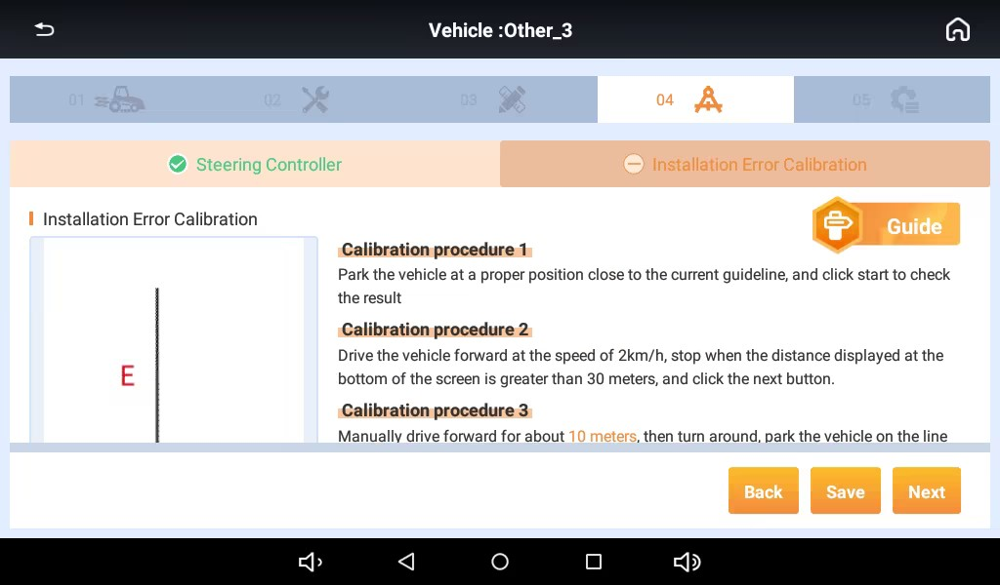 Vehicle :Other_3
01
02
03
04
05
Steering Controller
Installation Error Calibration
Installation Error Calibration
Guide
E
Calibration procedure 1
Park the vehicle at a proper position close to the current guideline, and click start to check
the result
Calibration procedure 2
Drive the vehicle forward at the speed of 2km/h, stop when the distance displayed at the
bottom of the screen is greater than 30 meters, and click the next button.
Calibration procedure 3
Manually drive forward for about 10 meters, then turn around, park the vehicle on the line
Back
Save
Next